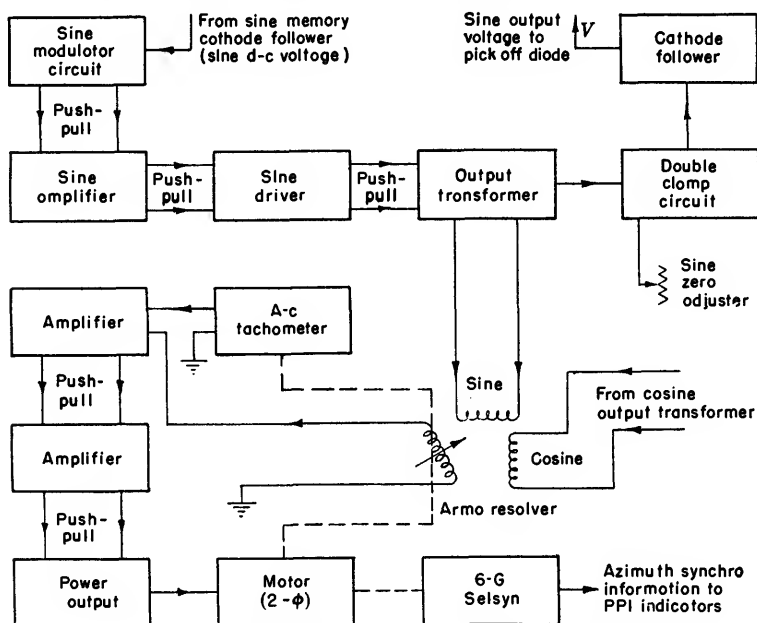 Sine
modulotor
circuit
From sine memory
cothode follower
(sine d-c voltage)
Sine output
voltage to
pick off diode
V
Cathode
follower
Push-
pull
Sine
omplifier
Push-
pull
Sine
driver
Push-
pull
Output
transformer
Double
clomp
circuit
Sine
zero
odjuster
Amplifier
A-c
tachometer
Push-
pull
Sine
From cosine
output transformer
Cosine
Amplifier
Armo resolver
Push-
pull
Power
output
Motor
(2-ϕ)
6-G
Selsyn
Azimuth synchro
information to
PPI indicotors